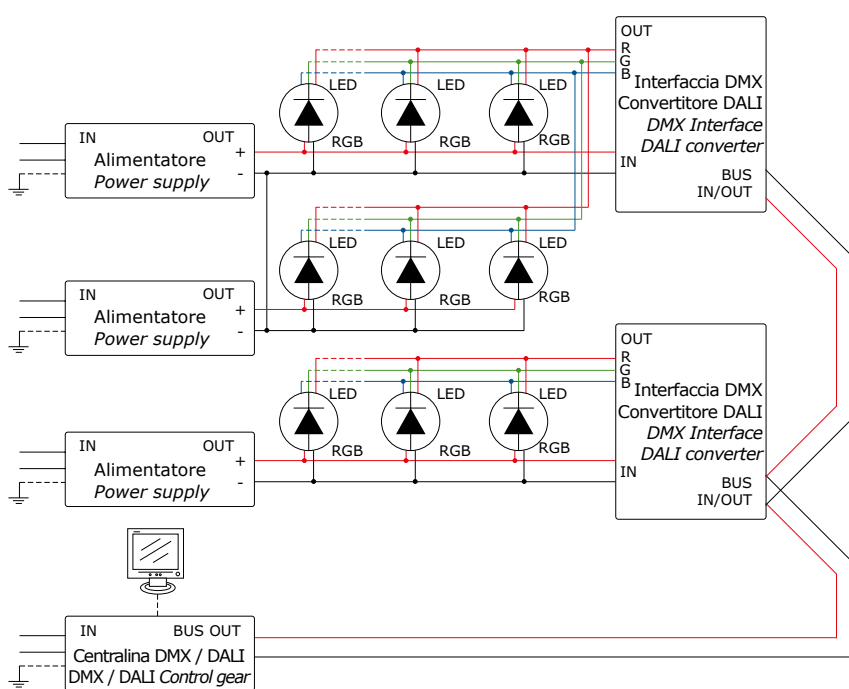 OUT
R
G
B
Interfaccia DMX
Convertitore DALI
DMX Interface
DALI converter
IN
BUS
IN/OUT
LED
LED
LED
RGB
RGB
RGB
IN OUT
+
Alimentatore
Power supply
-
LED
LED
LED
RGB
RGB
RGB
IN OUT
+
Alimentatore
Power supply
-
OUT
R
G
B
Interfaccia DMX
Convertitore DALI
DMX Interface
DALI converter
IN
BUS
IN/OUT
LED
LED
LED
RGB
RGB
RGB
IN OUT
+
Alimentatore
Power supply
-
IN BUS OUT
Centralina DMX / DALI
DMX / DALI Control gear